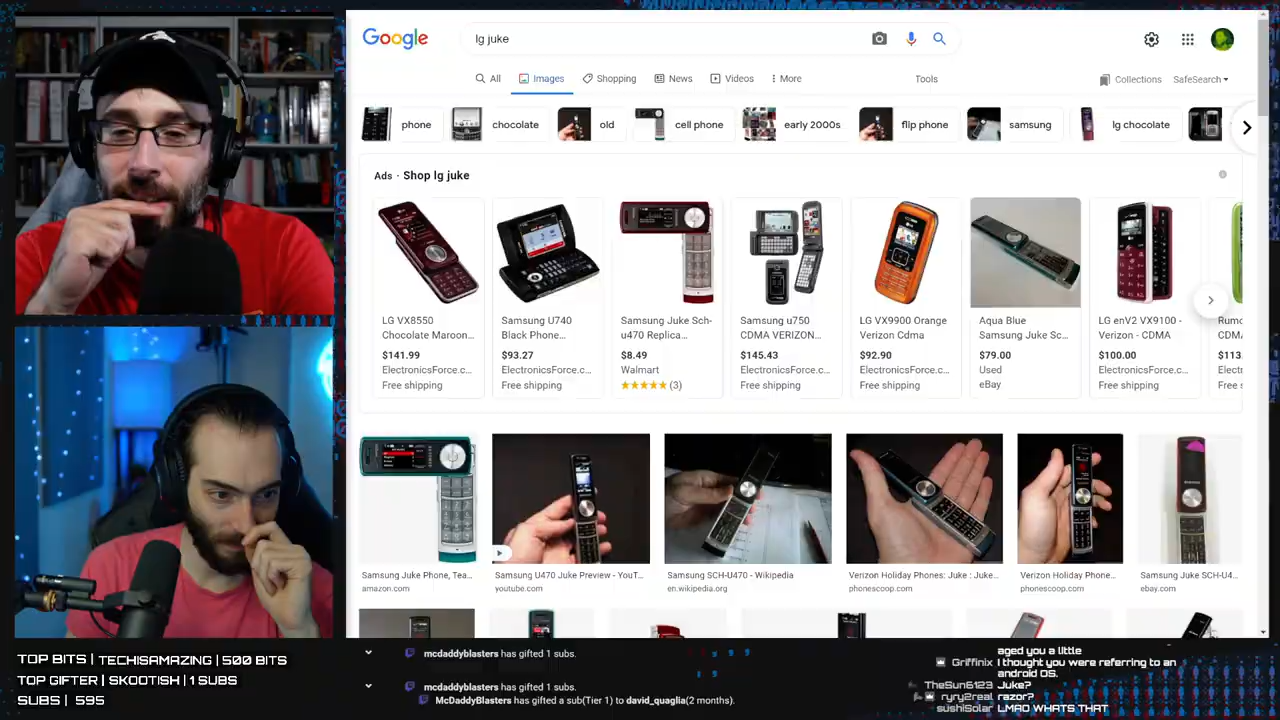 Google
lg juke
All
Images
Shopping
News
Videos
More
Tools
Collections
SafeSearch
phone
chocolate
old
cell phone
early 2000s
flip phone
samsung
lg chocolate
Ads · Shop lg juke
LG VX8550
Chocolate Maroon...
$141.99
ElectronicsForce.c...
Free shipping
Samsung U740
Black Phone...
$93.27
ElectronicsForce.c...
Free shipping
Samsung Juke Sch-
u470 Replica...
$8.49
Walmart
(3)
Samsung u750
CDMA VERIZON...
$145.43
ElectronicsForce.c...
Free shipping
LG VX9900 Orange
Verizon Cdma
$92.90
ElectronicsForce.c...
Free shipping
Aqua Blue
Samsung Juke Sc...
$79.00
Used
eBay
LG enV2 VX9100 -
Verizon - CDMA
$100.00
ElectronicsForce.c...
Free shipping
Rumo
$113.
Elect
Free
Samsung Juke Phone, Tea...
amazon.com
Samsung U470 Juke Preview - YouT...
youtube.com
Samsung SCH-U470 - Wikipedia
en.wikipedia.org
Verizon Holiday Phones: Juke : Juke...
phonescoop.com
Verizon Holiday Phone...
phonescoop.com
Samsung Juke SCH-U4...
ebay.com
TOP BITS | TECHISAMAZING | 500 BITS
TOP GIFTER | SKOOTISH | 1 SUBS
SUBS | 595
mcdaddyblasters has gifted 1 subs.
mcdaddyblasters has gifted 1 subs.
McDaddyBlasters has gifted a sub(Tier 1) to david_quaglia(2 months).
aged you a little
Griffinix I thought you were referring to an
android OS.
TheSun6123 Juke?
ryry2real razor?
sushiSolar LMAO WHATS THAT